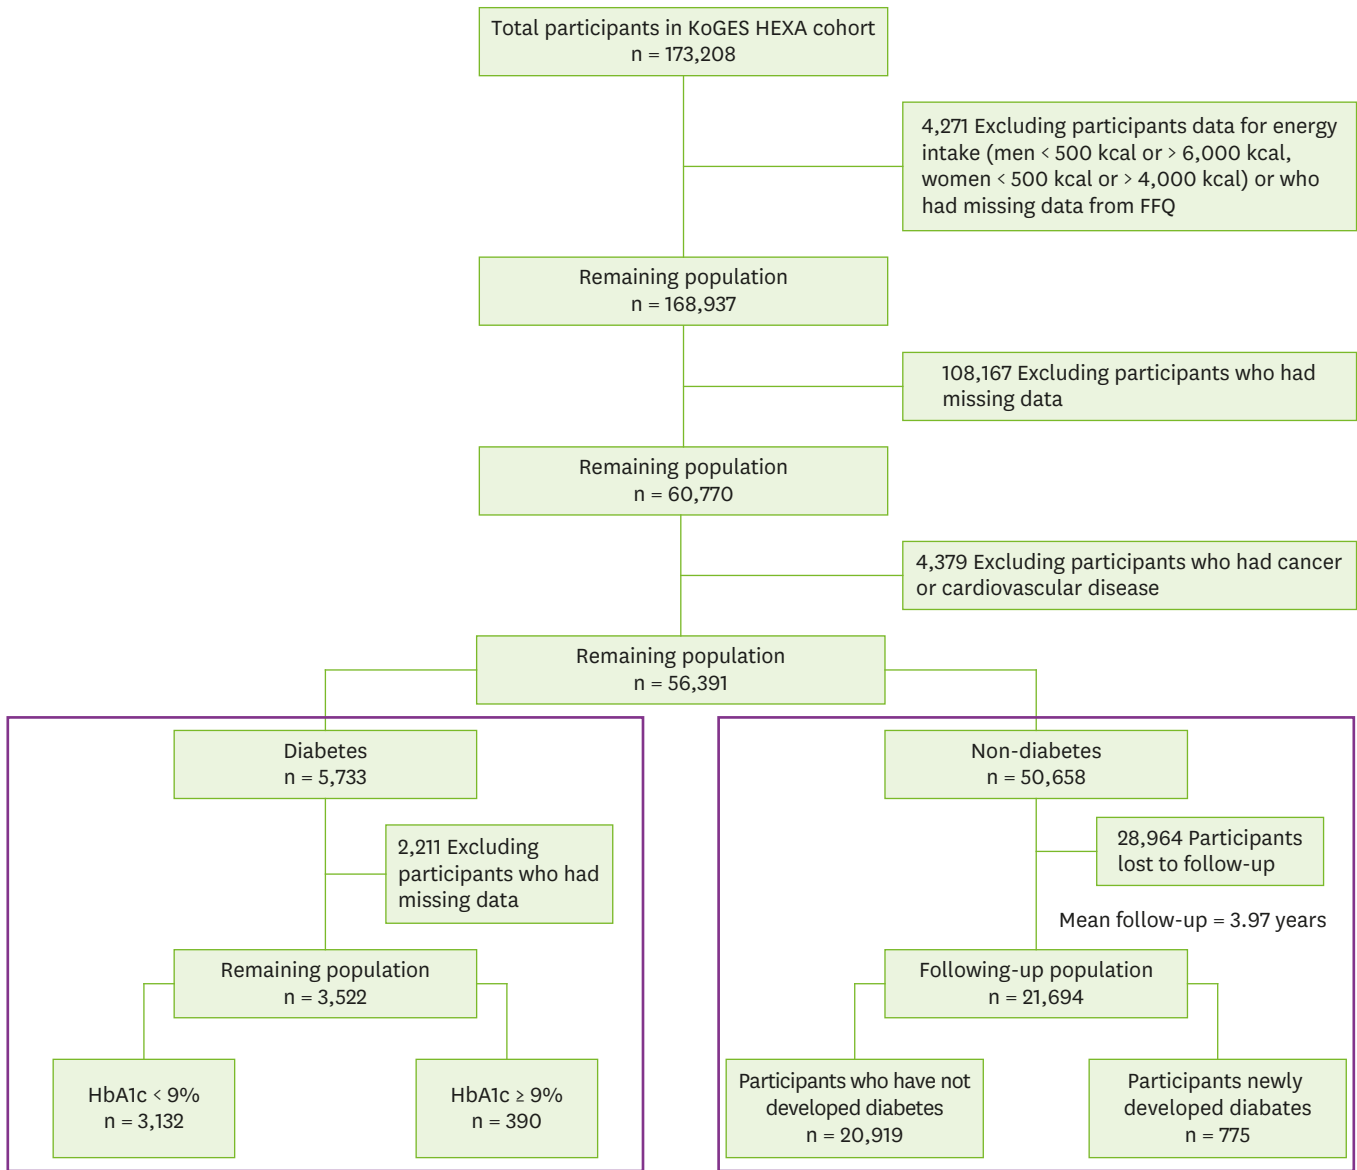 Total participants in KoGES HEXA cohort
n = 173,208
4,271 Excluding participants data for energy
intake (men < 500 kcal or > 6,000 kcal,
women < 500 kcal or > 4,000 kcal) or who
had missing data from FFQ
Remaining population
n = 168,937
108,167 Excluding participants who had
missing data
Remaining population
n = 60,770
4,379 Excluding participants who had cancer
or cardiovascular disease
Remaining population
n = 56,391
Diabetes
n = 5,733
2,211 Excluding
participants who had
missing data
Remaining population
n = 3,522
HbA1c < 9%
n = 3,132
HbA1c ≥ 9%
n = 390
Non-diabetes
n = 50,658
28,964 Participants
lost to follow-up
Mean follow-up = 3.97 years
Following-up population
n = 21,694
Participants who have not
developed diabetes
n = 20,919
Participants newly
developed diabates
n = 775